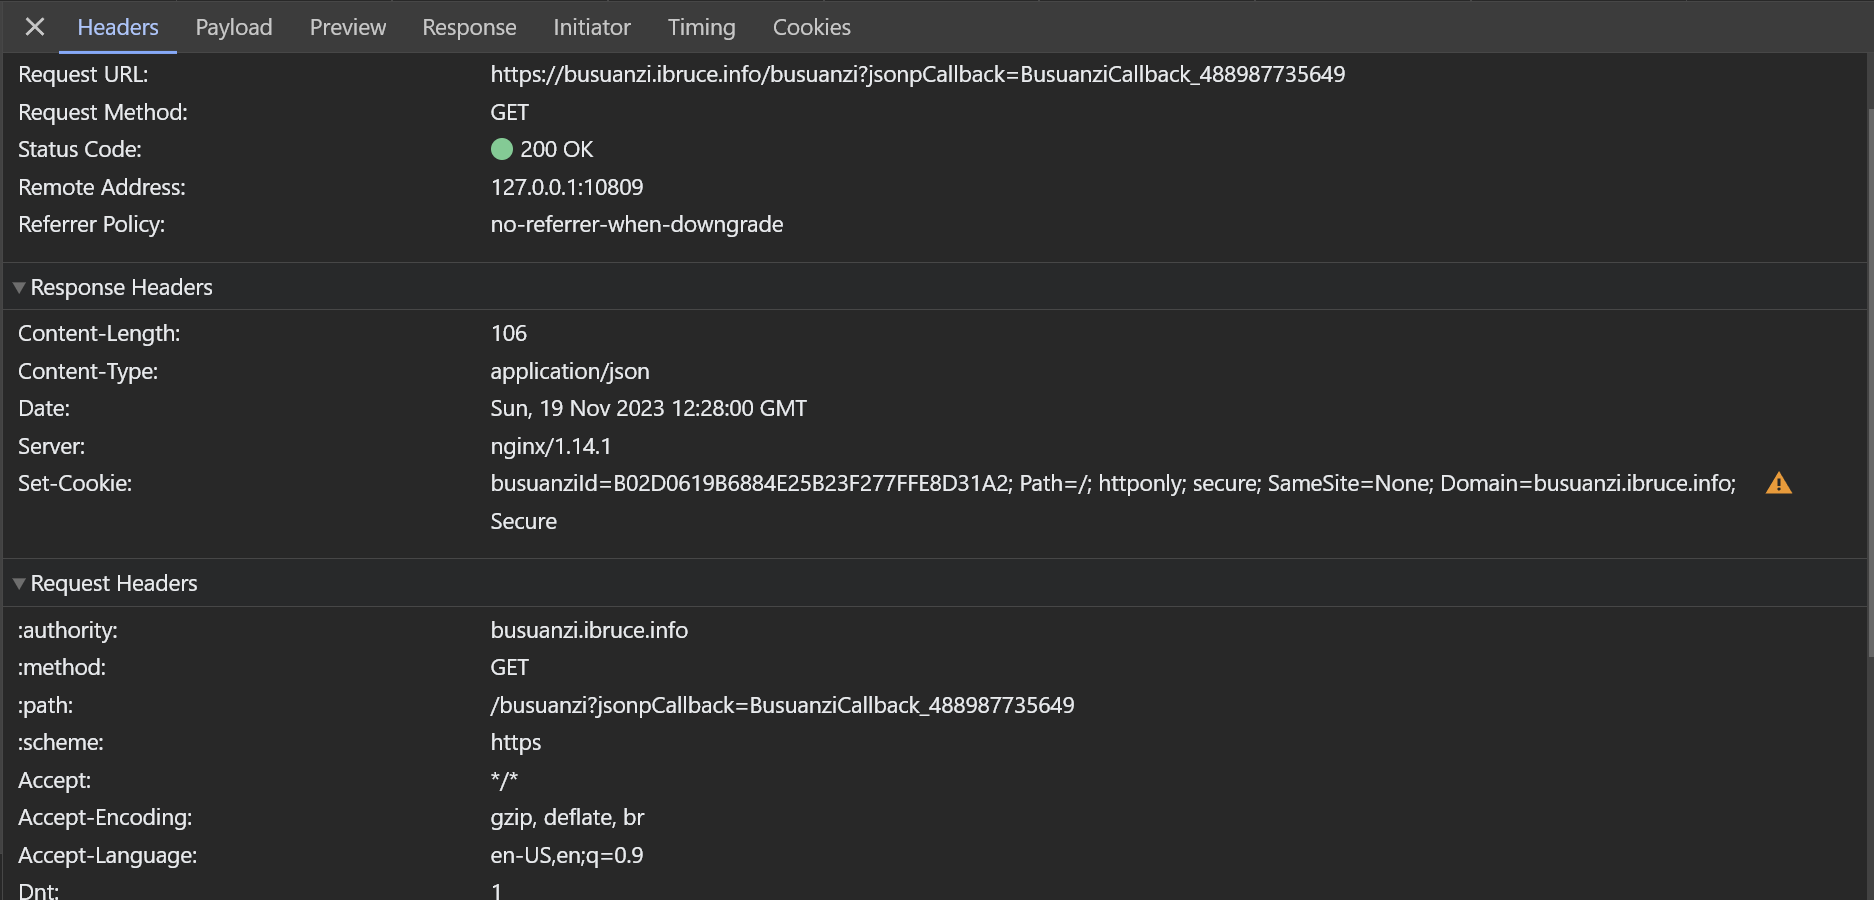 Headers Payload Preview Response Initiator Timing Cookies
Request URL: https://busuanzi.ibruce.info/busuanzi?jsonpCallback=BusuanziCallback_488987735649
Request Method: GET
Status Code: 200 OK
Remote Address: 127.0.0.1:10809
Referrer Policy: no-referrer-when-downgrade
Response Headers
Content-Length: 106
Content-Type: application/json
Date: Sun, 19 Nov 2023 12:28:00 GMT
Server: nginx/1.14.1
Set-Cookie: busuanziId=B02D0619B6884E25B23F277FFE8D31A2; Path=/; httponly; secure; SameSite=None; Domain=busuanzi.ibruce.info;
Secure
Request Headers
:authority: busuanzi.ibruce.info
:method: GET
:path: /busuanzi?jsonpCallback=BusuanziCallback_488987735649
:scheme: https
Accept: */*
Accept-Encoding: gzip, deflate, br
Accept-Language: en-US,en;q=0.9
Dnt: 1